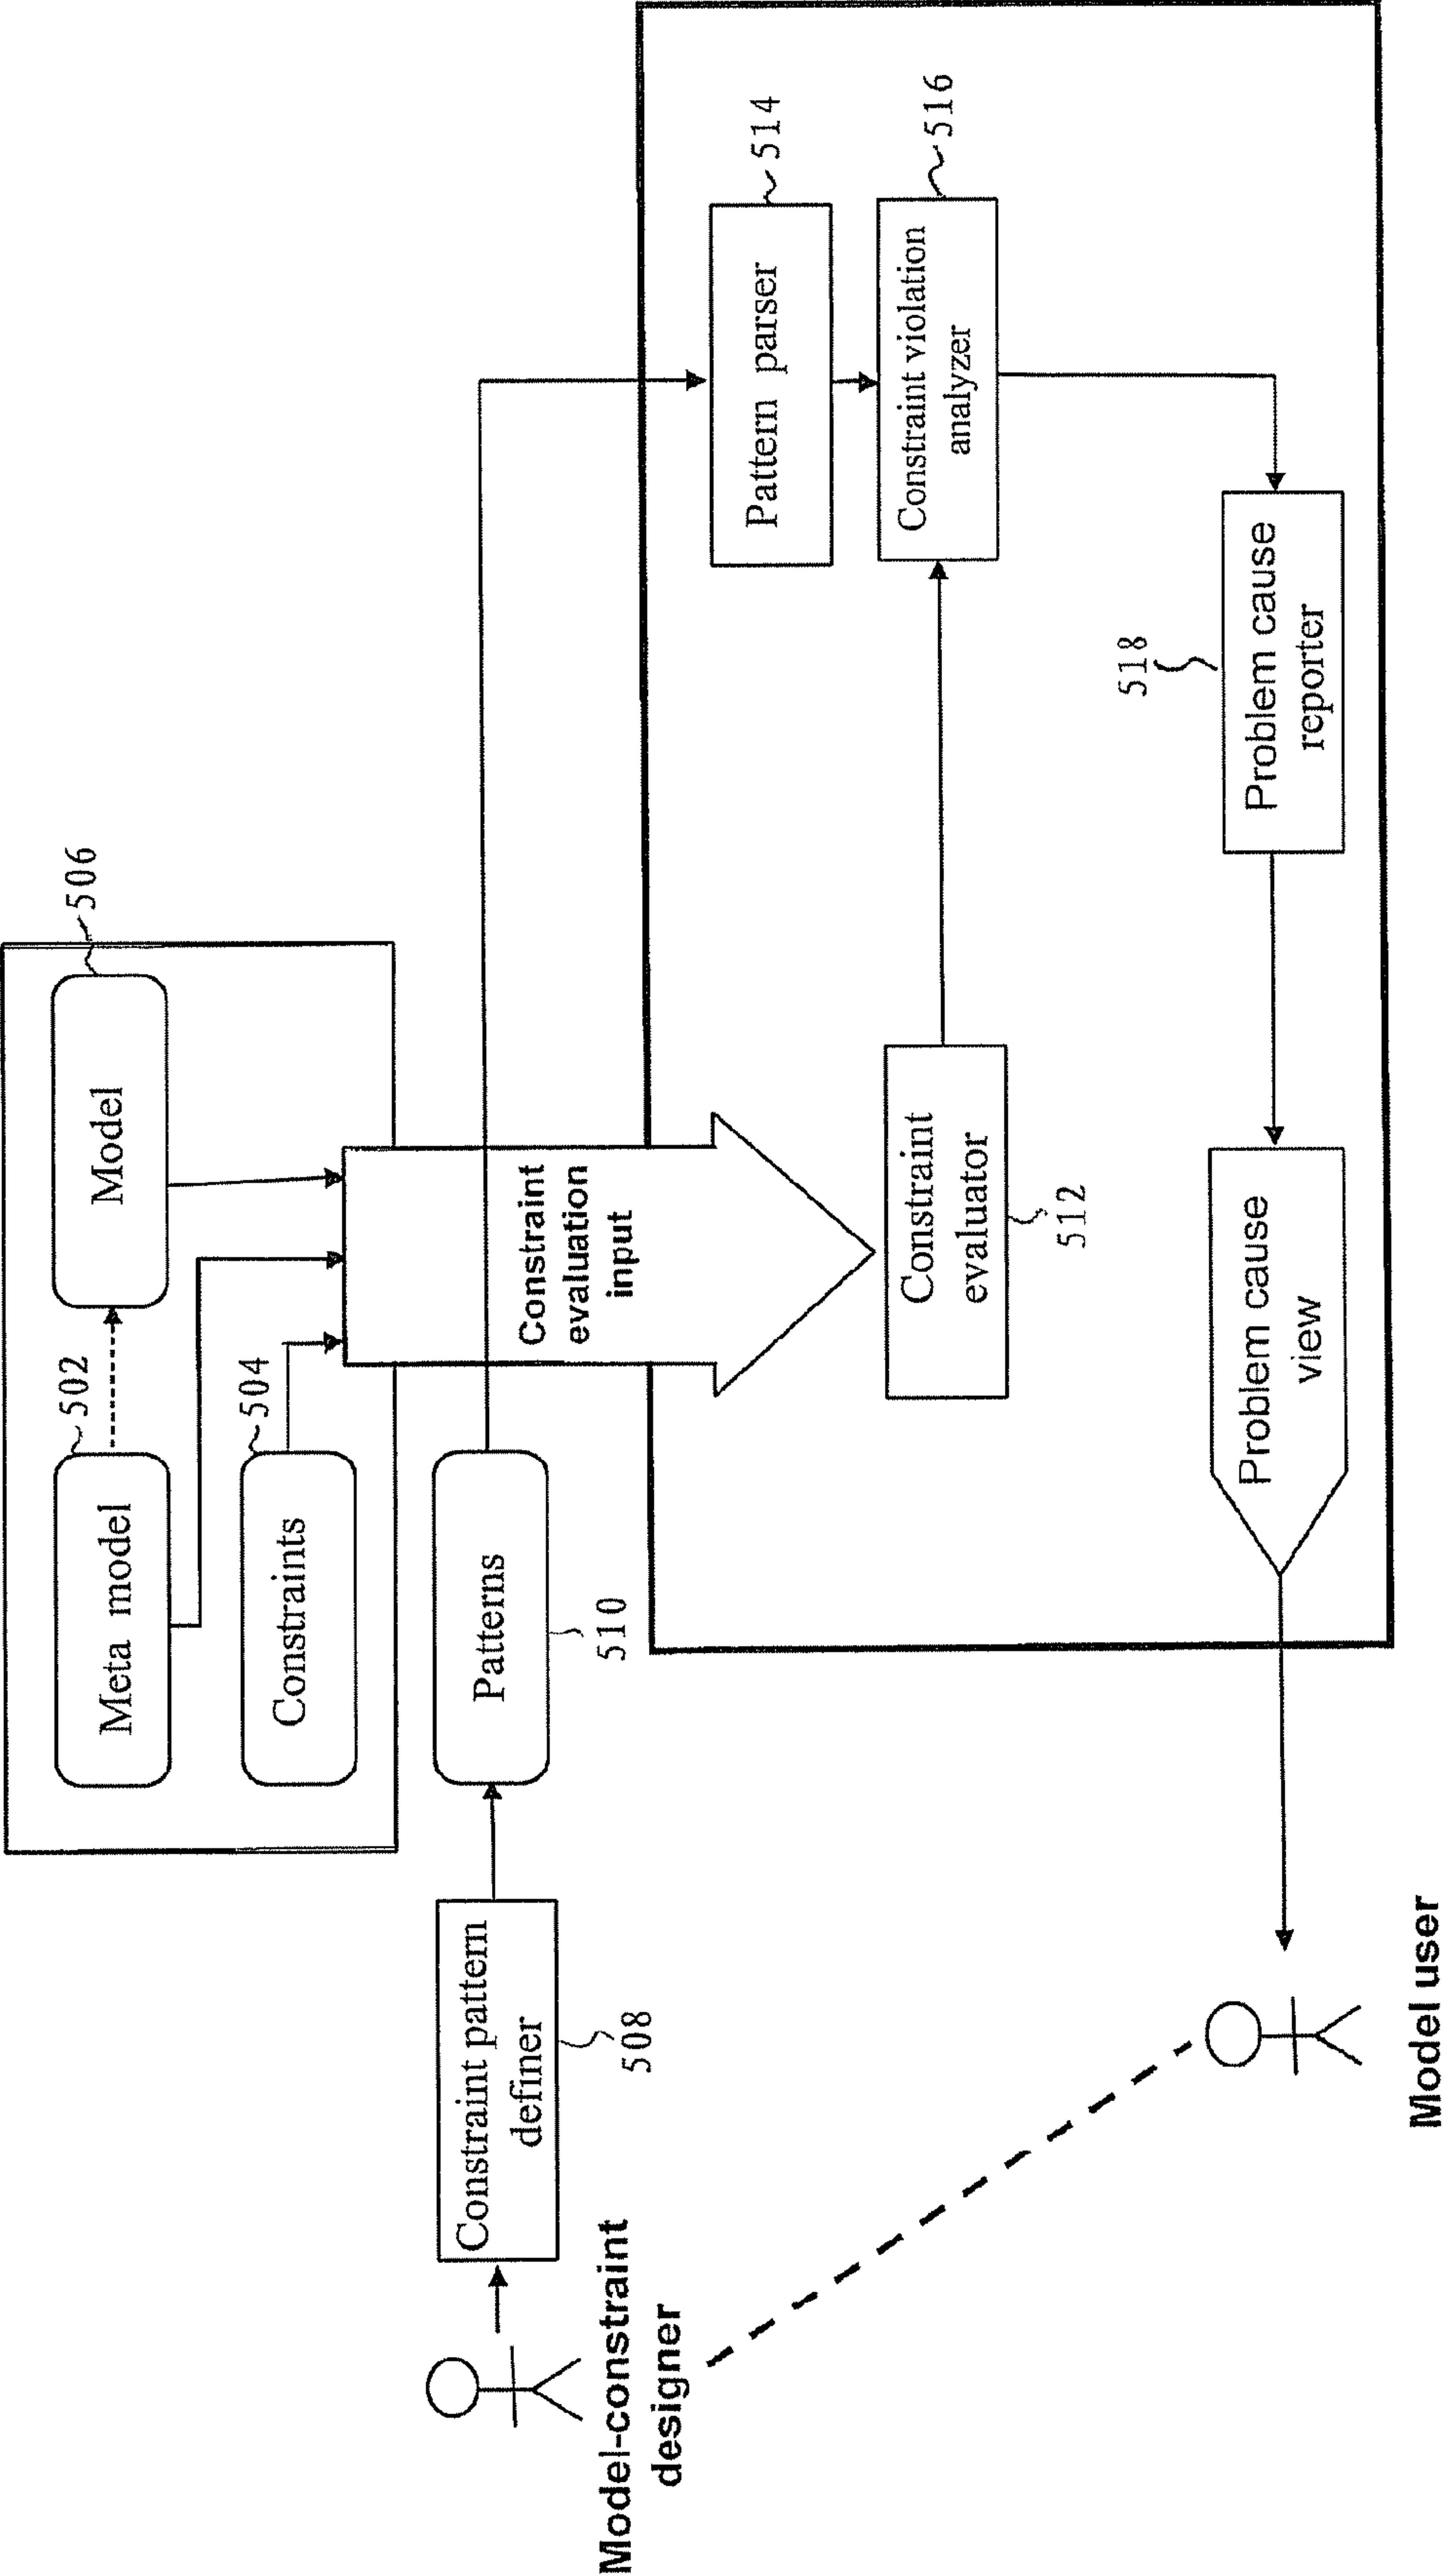 502
Meta model
506
Model
504
Constraints
Patterns
510
Constraint pattern
definer
508
Model-constraint
designer
Constraint
evaluation
input
514
Pattern parser
516
Constraint violation
analyzer
Constraint
evaluator
512
518
Problem cause
reporter
Problem cause
view
Model user